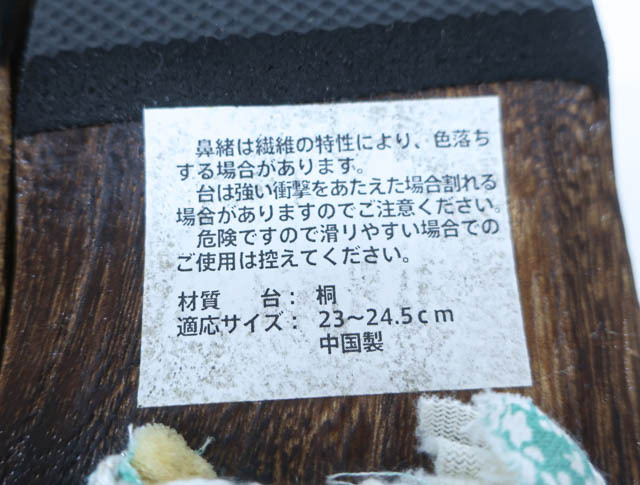 鼻緒は繊維の特性により、色落ち
する場合があります。
台は強い衝撃をあたえた場合割れる
場合がありますのでご注意ください。
危険ですので滑りやすい場合での
ご使用は控えてください。
材質 台： 桐
適応サイズ： 23〜24.5cm
中国製